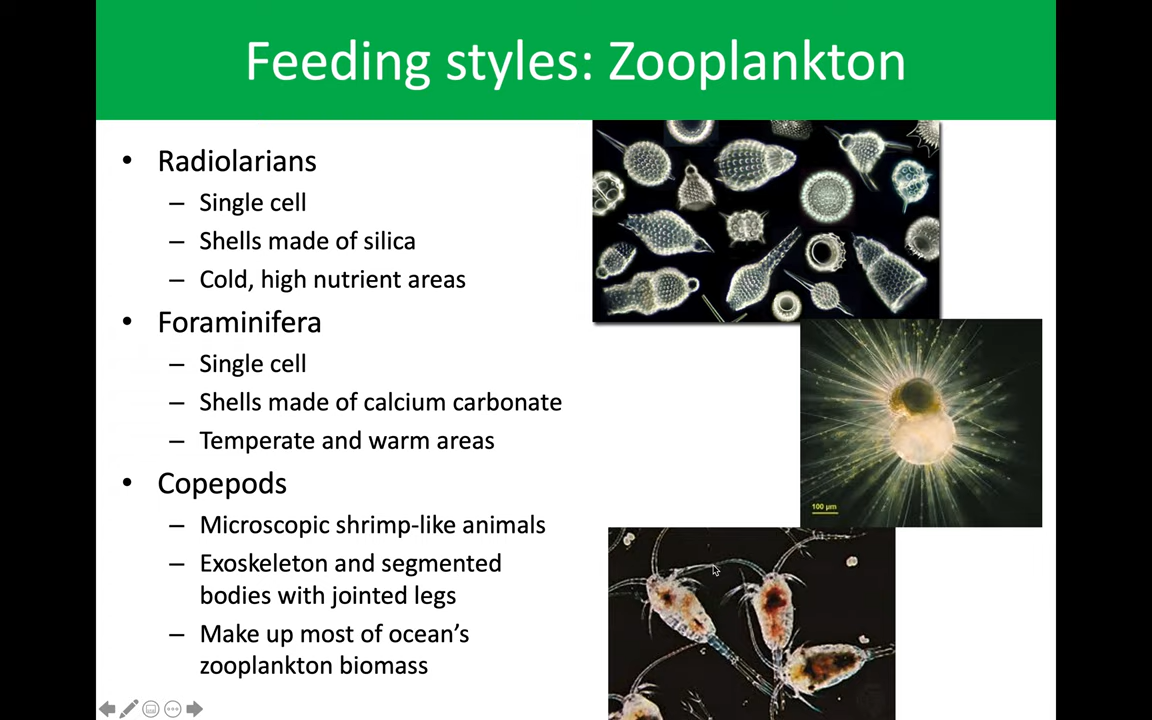 Feeding styles: Zooplankton
• Radiolarians
– Single cell
– Shells made of silica
– Cold, high nutrient areas
• Foraminifera
– Single cell
– Shells made of calcium carbonate
– Temperate and warm areas
• Copepods
– Microscopic shrimp-like animals
– Exoskeleton and segmented
bodies with jointed legs
– Make up most of ocean's
zooplankton biomass
100 µm